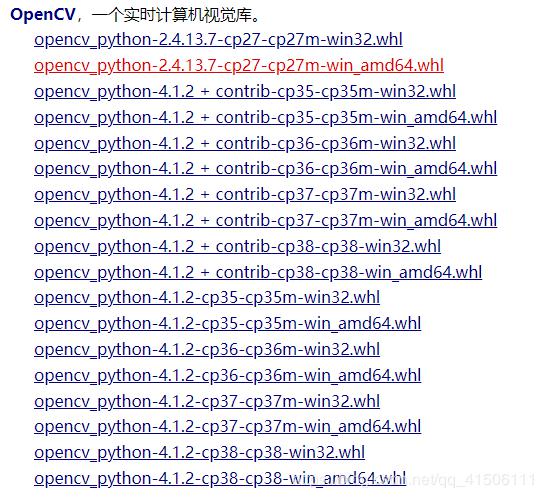 OpenCV，一个实时计算机视觉库。
opencv_python-2.4.13.7-cp27-cp27m-win32.whl
opencv_python-2.4.13.7-cp27-cp27m-win_amd64.whl
opencv_python-4.1.2 + contrib-cp35-cp35m-win32.whl
opencv_python-4.1.2 + contrib-cp35-cp35m-win_amd64.whl
opencv_python-4.1.2 + contrib-cp36-cp36m-win32.whl
opencv_python-4.1.2 + contrib-cp36-cp36m-win_amd64.whl
opencv_python-4.1.2 + contrib-cp37-cp37m-win32.whl
opencv_python-4.1.2 + contrib-cp37-cp37m-win_amd64.whl
opencv_python-4.1.2 + contrib-cp38-cp38-win32.whl
opencv_python-4.1.2 + contrib-cp38-cp38-win_amd64.whl
opencv_python-4.1.2-cp35-cp35m-win32.whl
opencv_python-4.1.2-cp35-cp35m-win_amd64.whl
opencv_python-4.1.2-cp36-cp36m-win32.whl
opencv_python-4.1.2-cp36-cp36m-win_amd64.whl
opencv_python-4.1.2-cp37-cp37m-win32.whl
opencv_python-4.1.2-cp37-cp37m-win_amd64.whl
opencv_python-4.1.2-cp38-cp38-win32.whl
opencv_python-4.1.2-cp38-cp38-win_amd64.whl